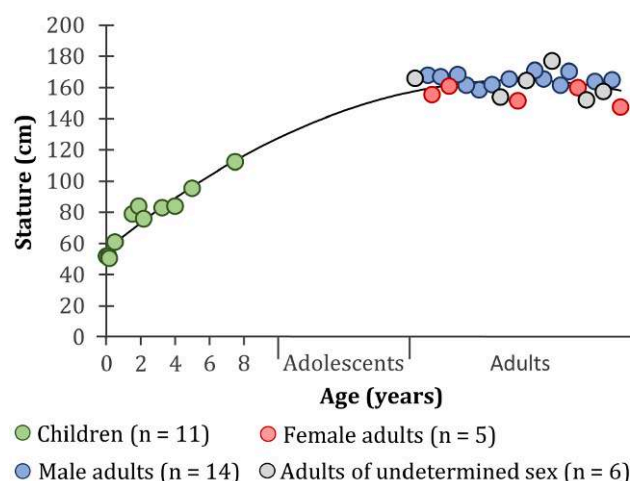 200
180
160
140
120
100
80
60
40
20
0
Stature (cm)
0 2 4 6 8 Adolescents Adults
Age (years)
Children (n = 11) Female adults (n = 5)
Male adults (n = 14) Adults of undetermined sex (n = 6)